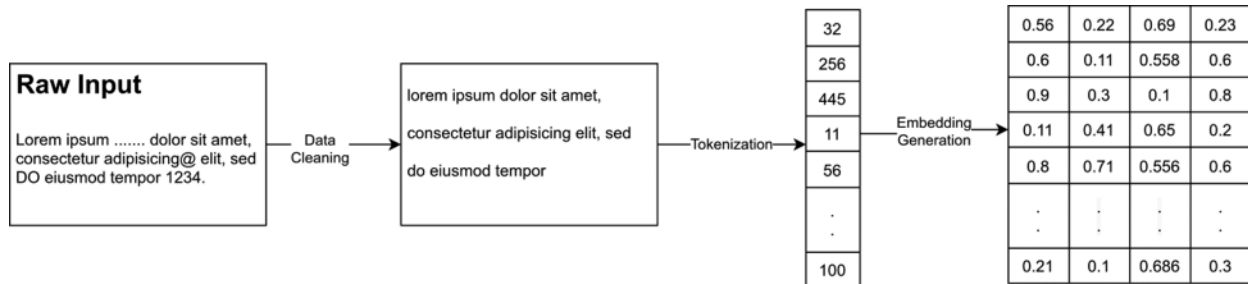 Raw Input
Lorem ipsum ....... dolor sit amet,
consectetur adipisicing@ elit, sed
DO eiusmod tempor 1234.
Data
Cleaning
lorem ipsum dolor sit amet,
consectetur adipisicing elit, sed
do eiusmod tempor
Tokenization
32
256
445
11
56
.
.
100
Embedding
Generation
0.56 0.22 0.69 0.23
0.6 0.11 0.558 0.6
0.9 0.3 0.1 0.8
0.11 0.41 0.65 0.2
0.8 0.71 0.556 0.6
. . . .
. . . .
0.21 0.1 0.686 0.3